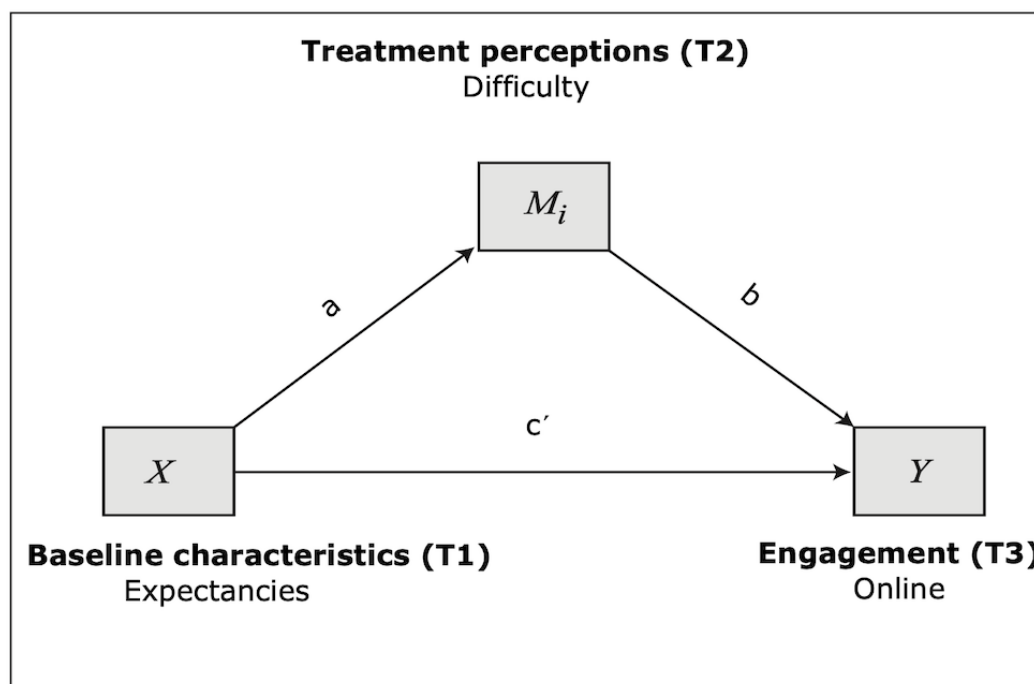 Treatment perceptions (T2)
Difficulty
Mi
a
b
c′
X
Y
Baseline characteristics (T1)
Expectancies
Engagement (T3)
Online